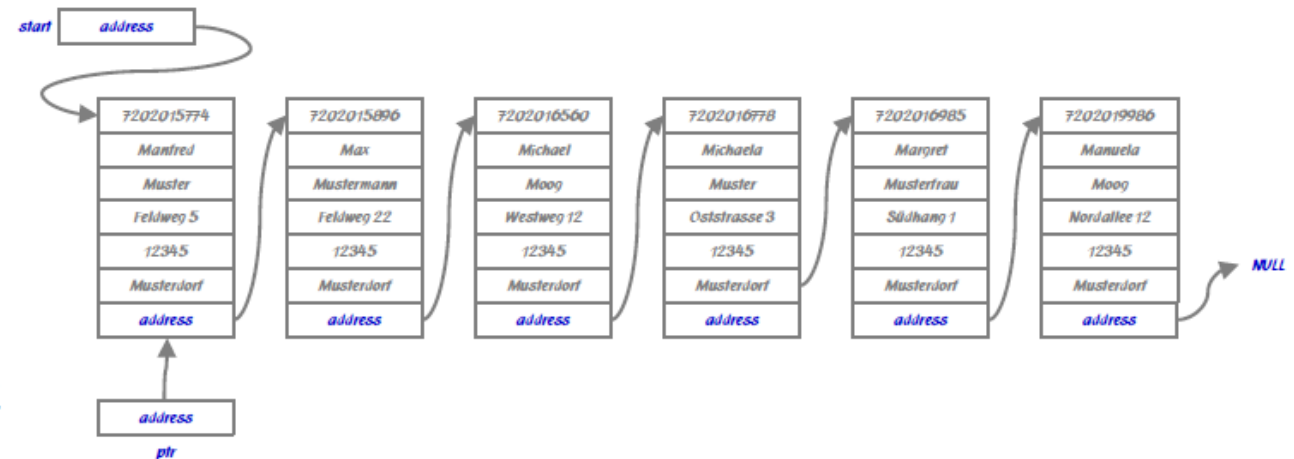 start address
7202015774
Manfred
Muster
Feldweg 5
12345
Musterdorf
address
7202015896
Max
Mustermann
Feldweg 22
12345
Musterdorf
address
7202016560
Michael
Moog
Westweg 12
12345
Musterdorf
address
7202016778
Michaela
Muster
Oststrasse 3
12345
Musterdorf
address
7202016985
Margret
Musterfrau
Südhang 1
12345
Musterdorf
address
7202019986
Manuela
Moog
Nordallee 12
12345
Musterdorf
address
NULL
address
ptr